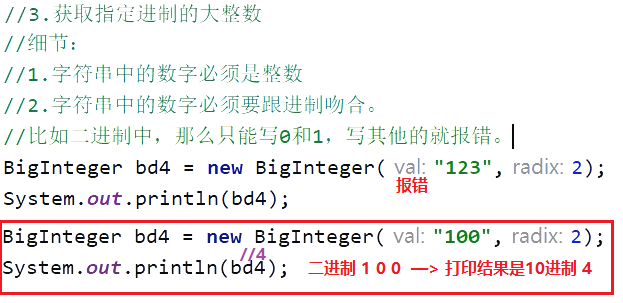 //3.获取指定进制的大整数
//细节：
//1.字符串中的数字必须是整数
//2.字符串中的数字必须要跟进制吻合。
//比如二进制中，那么只能写0和1，写其他的就报错。
BigInteger bd4 = new BigInteger( val: "123", radix: 2);
报错
System.out.println(bd4);
BigInteger bd4 = new BigInteger( val: "100", radix: 2);
//4
System.out.println(bd4); 二进制 1 0 0 —> 打印结果是10进制 4